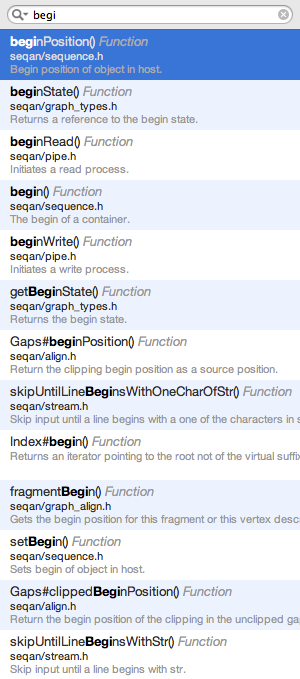 begi
beginPosition() Function
seqan/sequence.h
Begin position of object in host.
beginState() Function
seqan/graph_types.h
Returns a reference to the begin state.
beginRead() Function
seqan/pipe.h
Initiates a read process.
begin() Function
seqan/sequence.h
The begin of a container.
beginWrite() Function
seqan/pipe.h
Initiates a write process.
getBeginState() Function
seqan/graph_types.h
Returns the begin state.
Gaps#beginPosition() Function
seqan/align.h
Return the clipping begin position as a source position.
skipUntilLineBeginsWithOneCharOfStr() Function
seqan/stream.h
Skip input until a line begins with a one of the characters in s
Index#begin() Function
Returns an iterator pointing to the root not of the virtual suffix
fragmentBegin() Function
seqan/graph_align.h
Gets the begin position for this fragment or this vertex desc
setBegin() Function
seqan/sequence.h
Sets begin of object in host.
Gaps#clippedBeginPosition() Function
seqan/align.h
Return the begin position of the clipping in the unclipped ga
skipUntilLineBeginsWithStr() Function
seqan/stream.h
Skip input until a line begins with str.